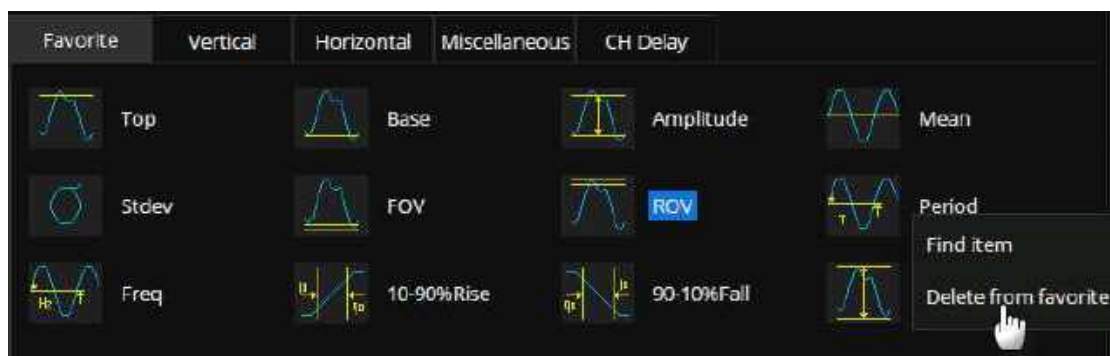 Favorite Vertical Horizontal Miscellaneous CH Delay
Top Base Amplitude Mean
Stdev FOV ROV Period
Find item
Freq 10-90%Rise 90-10%Fall Delete from favorite